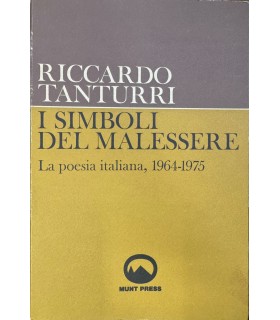 RICCARDO
TANTURRI
I SIMBOLI
DEL MALESSERE
La poesia italiana, 1964-1975
MUNT PRESS